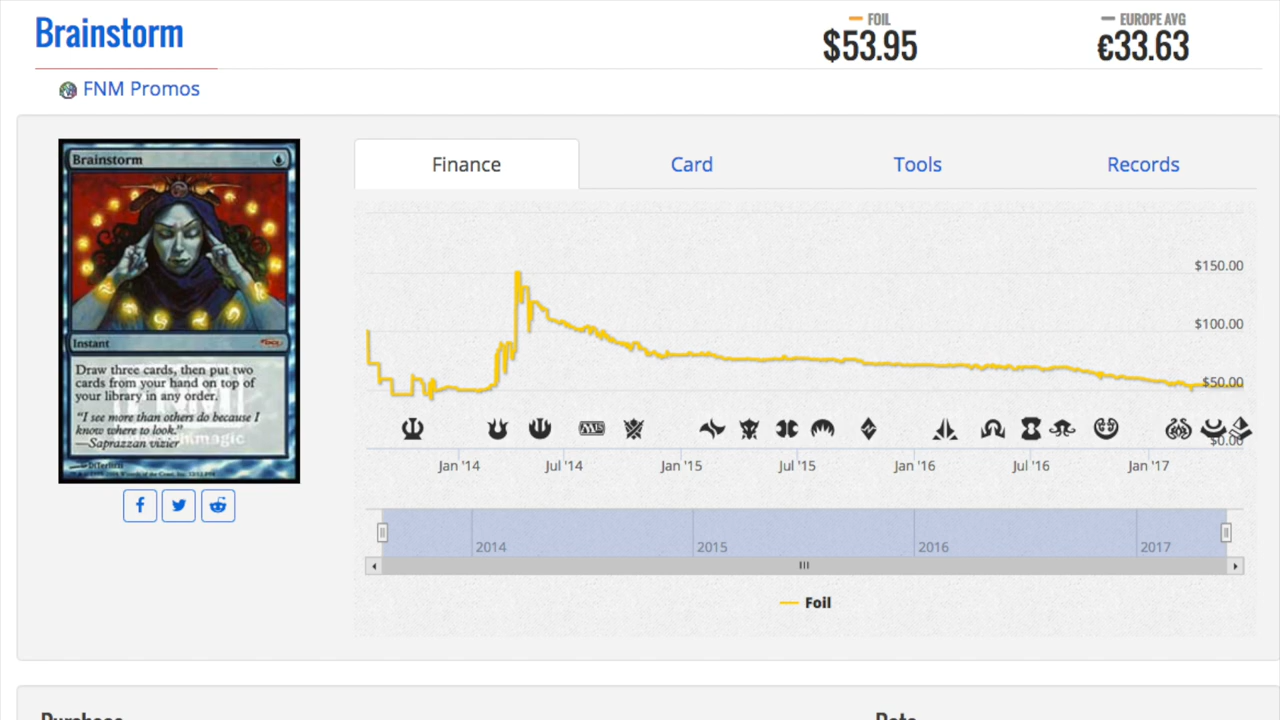 Brainstorm
FOIL
$53.95
EUROPE AVG
€33.63
FNM Promos
Brainstorm
Instant
Draw three cards, then put two
cards from your hand on top of
your library in any order.
"I see more than others do because I
know where to look."
—Saprazzan vizier
Finance
Card
Tools
Records
$150.00
$100.00
$50.00
$0.00
Jan '14
Jul '14
Jan '15
Jul '15
Jan '16
Jul '16
Jan '17
2014
2015
2016
2017
Foil